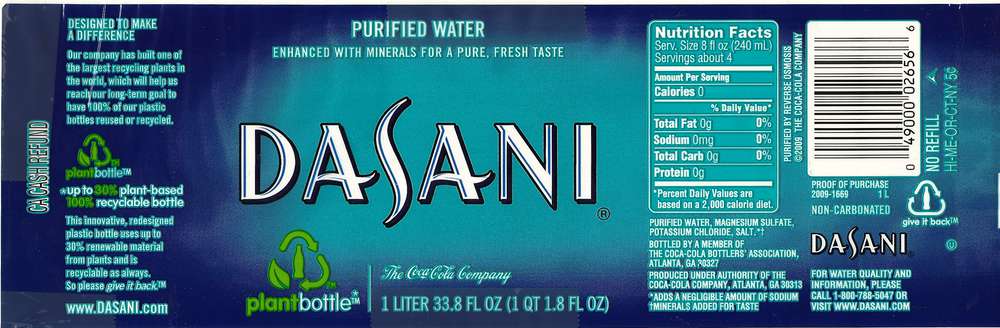 DESIGNED TO MAKE
A DIFFERENCE
Our company has built one of
the largest recycling plants in
the world, which will help us
reach our long-term goal to
have 100% of our plastic
bottles reused or recycled.
CA CASH REFUND
plantbottle™
*up to 30% plant-based
100% recyclable bottle
This innovative, redesigned
plastic bottle uses up to
30% renewable material
from plants and is
recyclable as always.
So please give it back.™
www.DASANI.com
PURIFIED WATER
ENHANCED WITH MINERALS FOR A PURE, FRESH TASTE
DASANI®
plantbottle*™
The Coca-Cola Company
1 LITER 33.8 FL OZ (1 QT 1.8 FL OZ)
Nutrition Facts
Serv. Size 8 fl oz (240 mL)
Servings about 4
Amount Per Serving
Calories 0
% Daily Value*
Total Fat 0g 0%
Sodium 0mg 0%
Total Carb 0g 0%
Protein 0g
*Percent Daily Values are
based on a 2,000 calorie diet.
PURIFIED WATER, MAGNESIUM SULFATE,
POTASSIUM CHLORIDE, SALT.*†
BOTTLED BY A MEMBER OF
THE COCA-COLA BOTTLERS' ASSOCIATION,
ATLANTA, GA 30327
PRODUCED UNDER AUTHORITY OF THE
COCA-COLA COMPANY, ATLANTA, GA 30313
*ADDS A NEGLIGIBLE AMOUNT OF SODIUM
†MINERALS ADDED FOR TASTE
PURIFIED BY REVERSE OSMOSIS
©2009 THE COCA-COLA COMPANY
0 49000 02656 6
NO REFILL
HI-ME-OR-CT-NY 5¢
PROOF OF PURCHASE
2009-1669 1 L
NON-CARBONATED
give it back™
DASANI®
FOR WATER QUALITY AND
INFORMATION, PLEASE
CALL 1-800-788-5047 OR
VISIT WWW.DASANI.COM